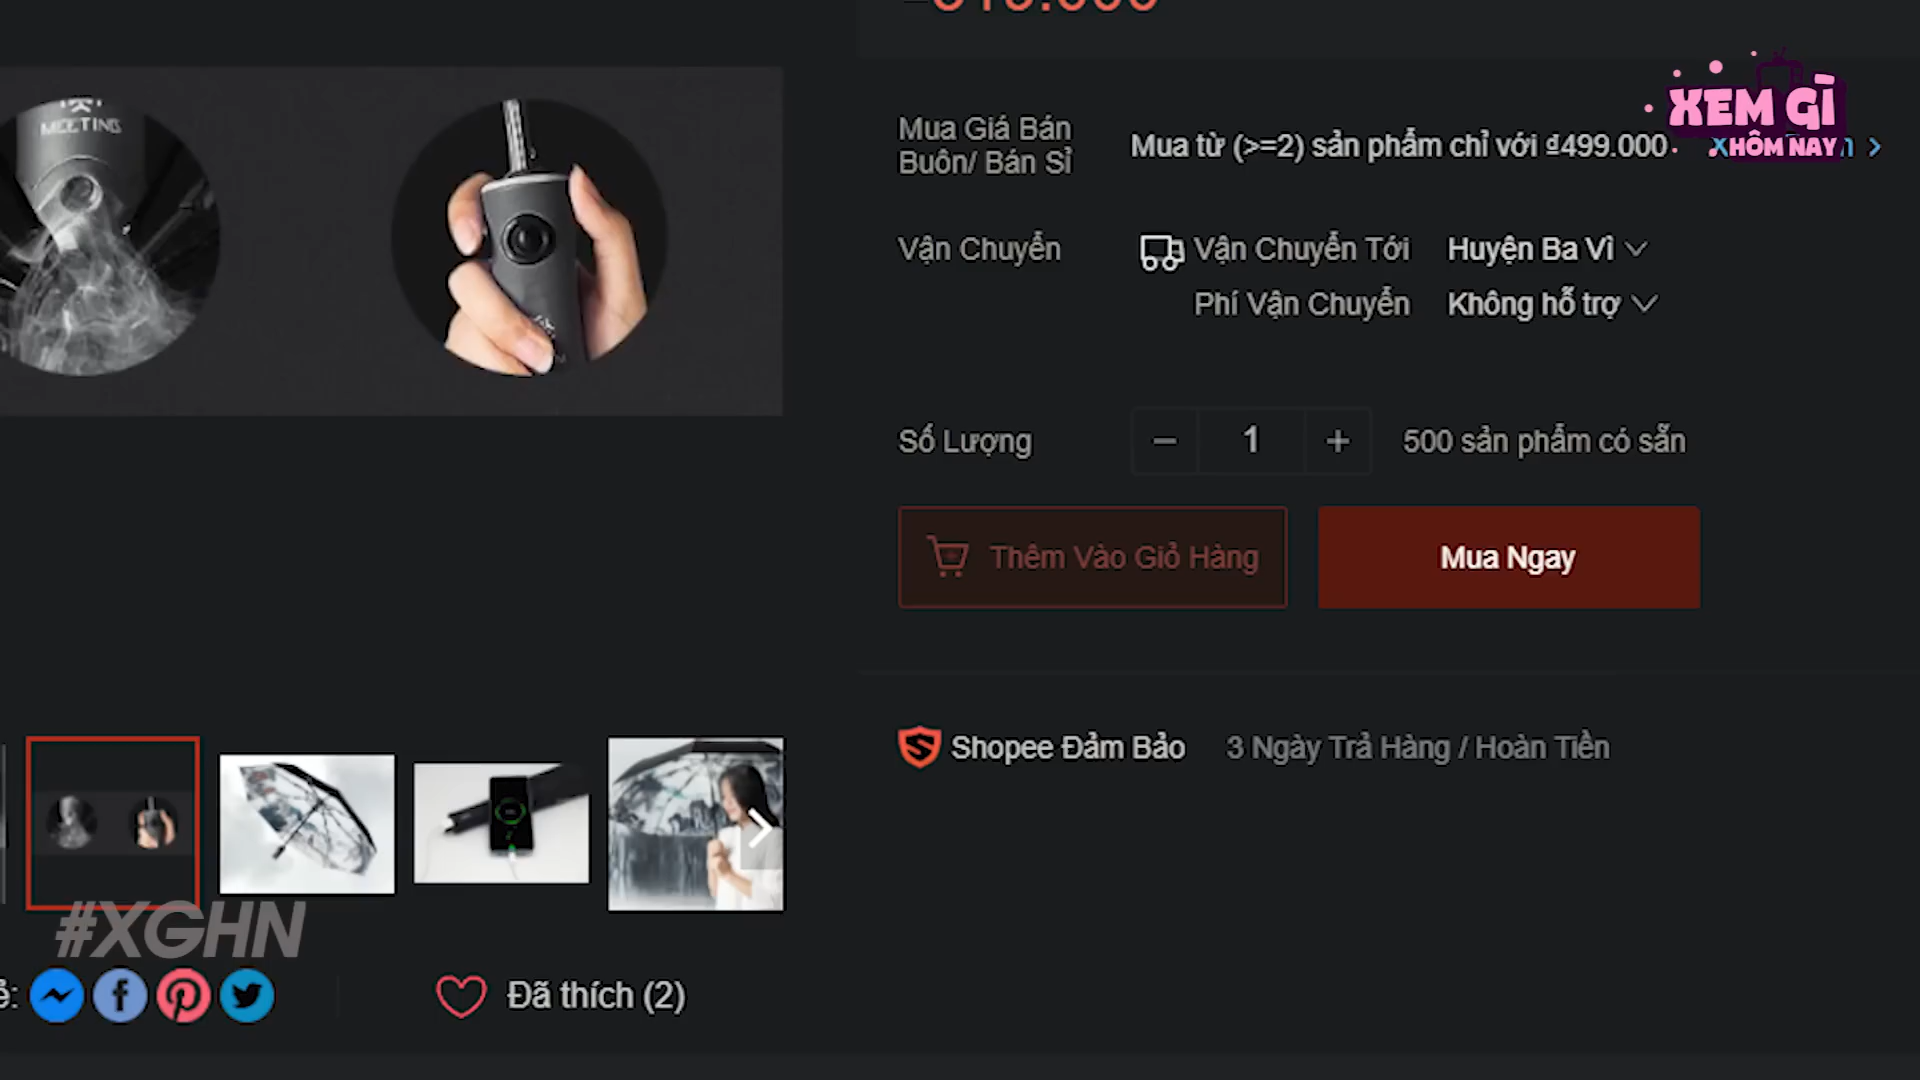 MEETING
XEM GÌ
HÔM NAY
Mua Giá Bán
Buôn/ Bán Sỉ
Mua từ (>=2) sản phẩm chỉ với ₫499.000
Vận Chuyển
Vận Chuyển Tới
Huyện Ba Vì
Phí Vận Chuyển
Không hỗ trợ
Số Lượng
1
500 sản phẩm có sẵn
Thêm Vào Giỏ Hàng
Mua Ngay
Shopee Đảm Bảo
3 Ngày Trả Hàng / Hoàn Tiền
#XGHN
Đã thích (2)